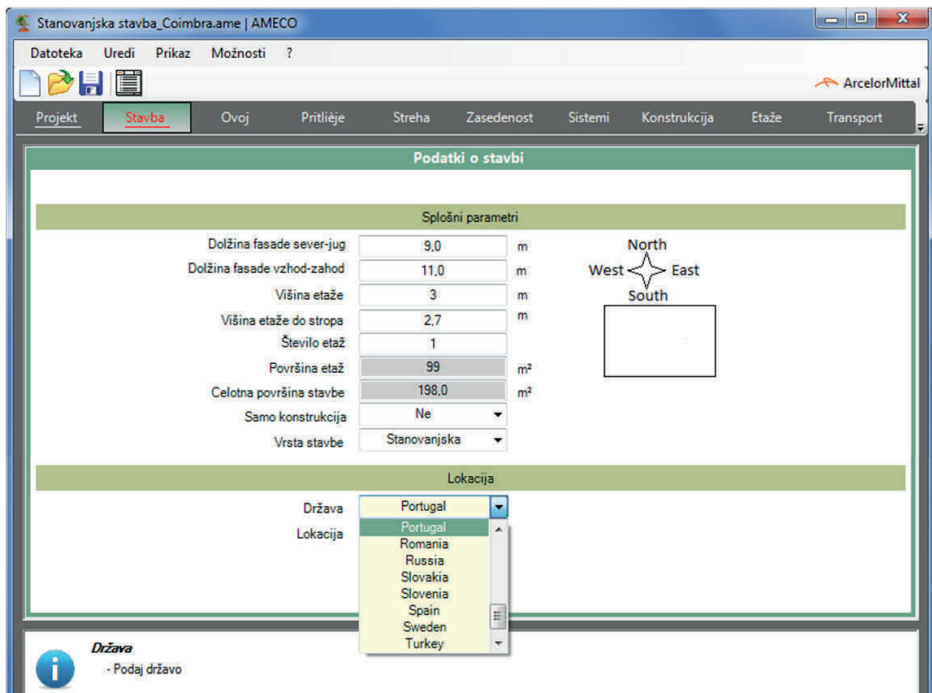 Stanovanjska stavba_Coimbra.ame | AMECO
Datoteka Uredi Prikaz Možnosti ?
ArcelorMittal
Projekt Stavba Ovoj Pritlièje Streha Zasedenost Sistemi Konstrukcija Etaže Transport
Podatki o stavbi
Splošni parametri
Dolžina fasade sever-jug 9,0 m
Dolžina fasade vzhod-zahod 11,0 m
Višina etaže 3 m
Višina etaže do stropa 2,7 m
Število etaž 1
Površina etaž 99 m²
Celotna površina stavbe 198,0 m²
Samo konstrukcija Ne
Vrsta stavbe Stanovanjska
North
West East
South
Lokacija
Država Portugal
Lokacija
Portugal
Romania
Russia
Slovakia
Slovenia
Spain
Sweden
Turkey
Država
- Podaj državo